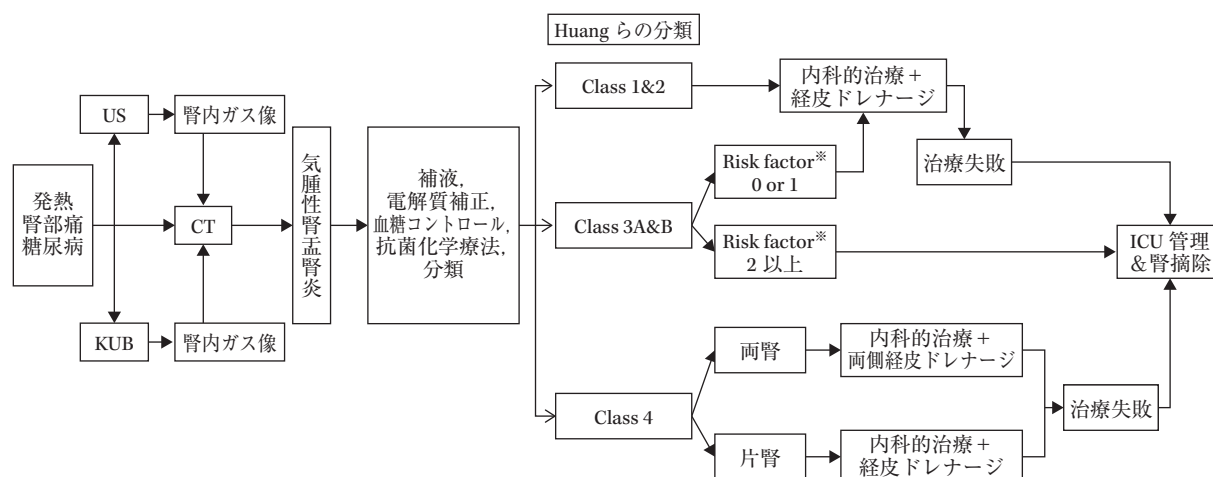 Huang らの分類
発熱
腎部痛
糖尿病
US
腎内ガス像
CT
KUB
腎内ガス像
気腫性腎盂腎炎
補液,
電解質補正,
血糖コントロール,
抗菌化学療法,
分類
Class 1&2
内科的治療+
経皮ドレナージ
治療失敗
Class 3A&B
Risk factor※
0 or 1
Risk factor※
2 以上
ICU 管理
&腎摘除
Class 4
両腎
内科的治療+
両側経皮ドレナージ
片腎
内科的治療+
経皮ドレナージ
治療失敗